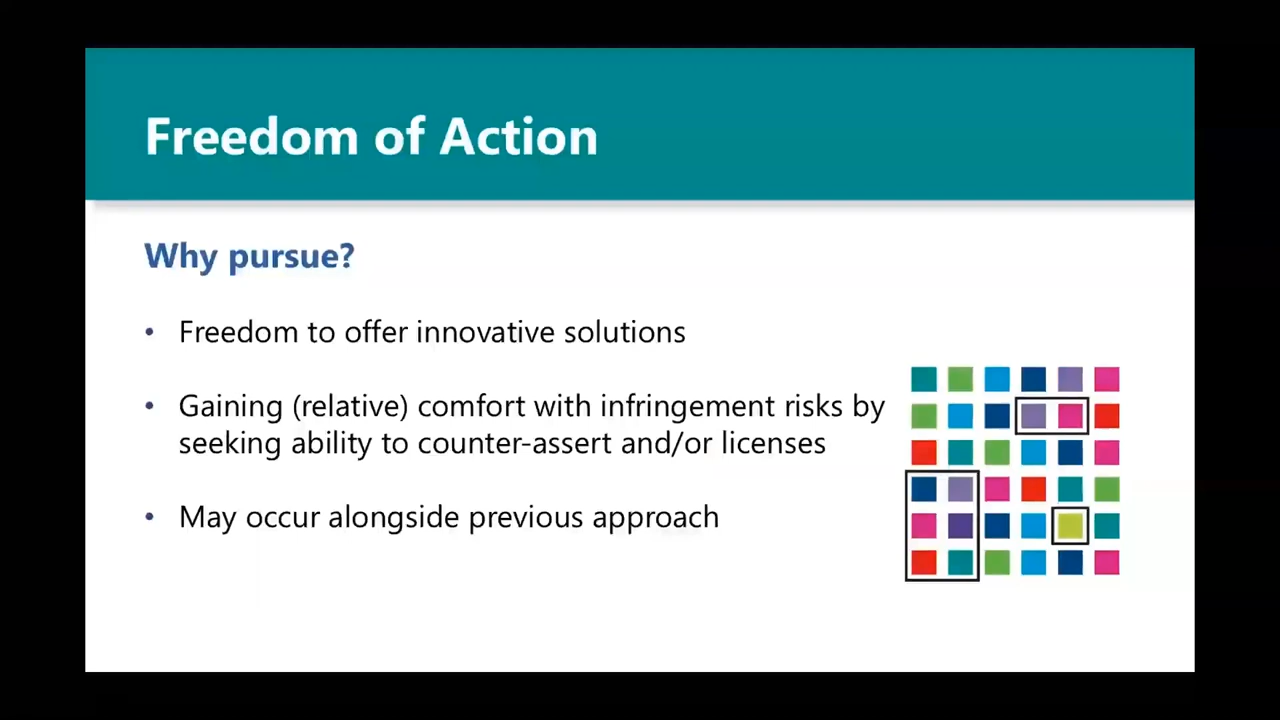 Freedom of Action
Why pursue?
• Freedom to offer innovative solutions
• Gaining (relative) comfort with infringement risks by
seeking ability to counter-assert and/or licenses
• May occur alongside previous approach